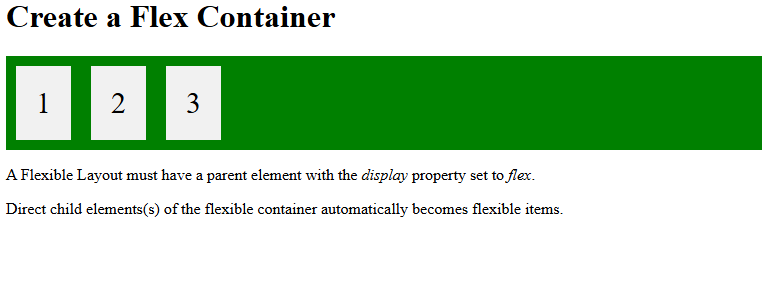 Create a Flex Container
1 2 3
A Flexible Layout must have a parent element with the display property set to flex.
Direct child elements(s) of the flexible container automatically becomes flexible items.